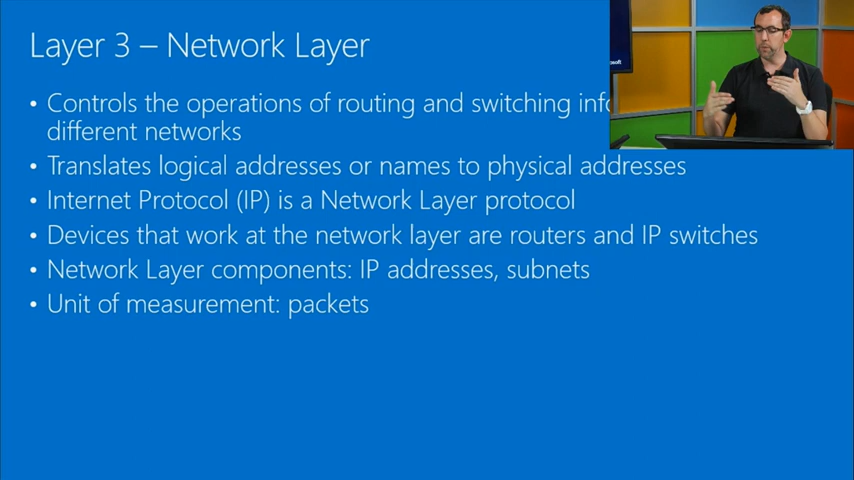 Layer 3 – Network Layer
• Controls the operations of routing and switching
different networks
• Translates logical addresses or names to physical addresses
• Internet Protocol (IP) is a Network Layer protocol
• Devices that work at the network layer are routers and IP switches
• Network Layer components: IP addresses, subnets
• Unit of measurement: packets